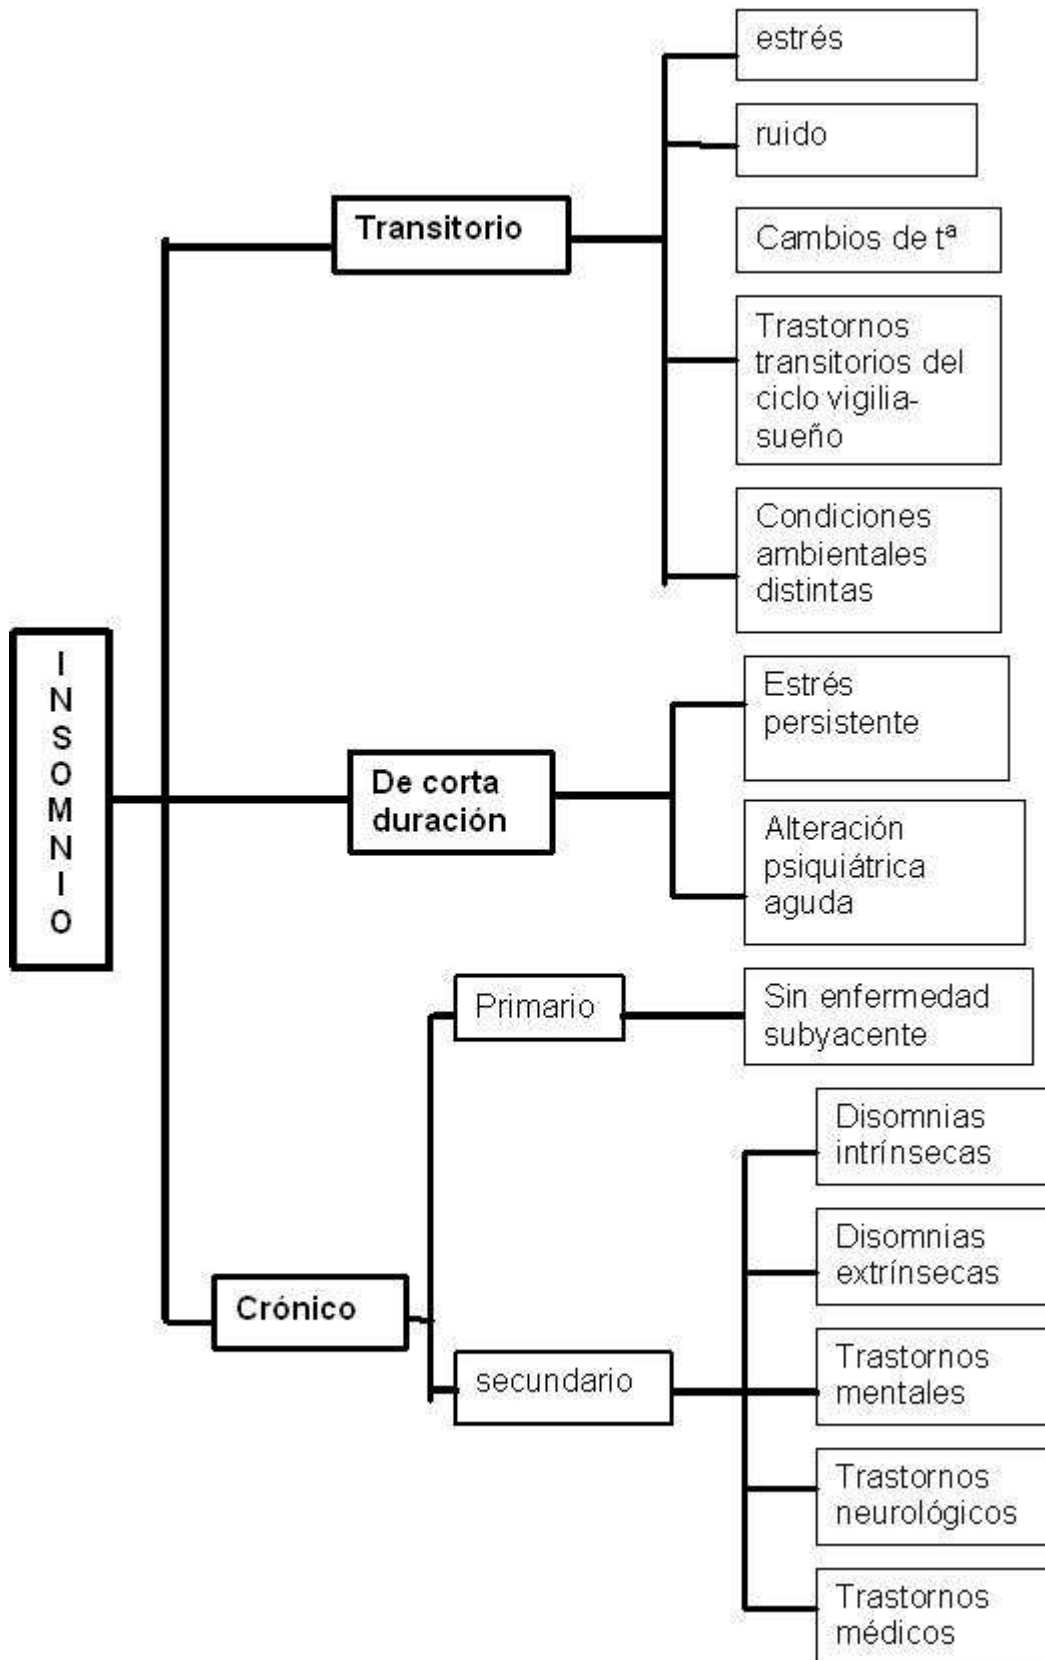 estrés
ruido
Transitorio
Cambios de tª
Trastornos
transitorios del
ciclo vigilia-
sueño
Condiciones
ambientales
distintas
INSOMNIO
Estrés
persistente
De corta
duración
Alteración
psiquiátrica
aguda
Primario
Sin enfermedad
subyacente
Disomnias
intrínsecas
Disomnias
extrínsecas
Crónico
secundario
Trastornos
mentales
Trastornos
neurológicos
Trastornos
médicos